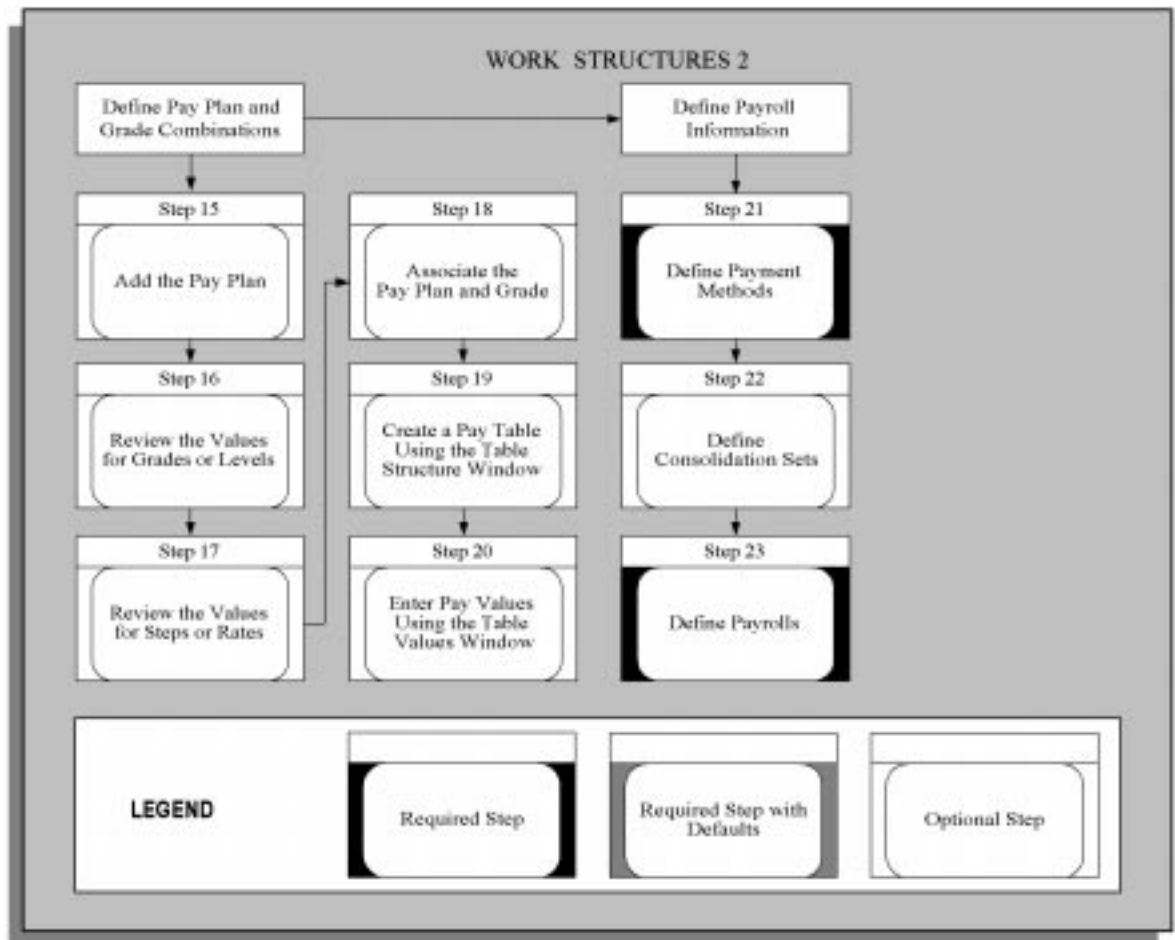 WORK STRUCTURES 2
Define Pay Plan and
Grade Combinations
Define Payroll
Information
Step 15
Add the Pay Plan
Step 16
Review the Values
for Grades or Levels
Step 17
Review the Values
for Steps or Rates
Step 18
Associate the
Pay Plan and Grade
Step 19
Create a Pay Table
Using the Table
Structure Window
Step 20
Enter Pay Values
Using the Table
Values Window
Step 21
Define Payment
Methods
Step 22
Define
Consolidation Sets
Step 23
Define Payrolls
LEGEND
Required Step
Required Step with
Defaults
Optional Step